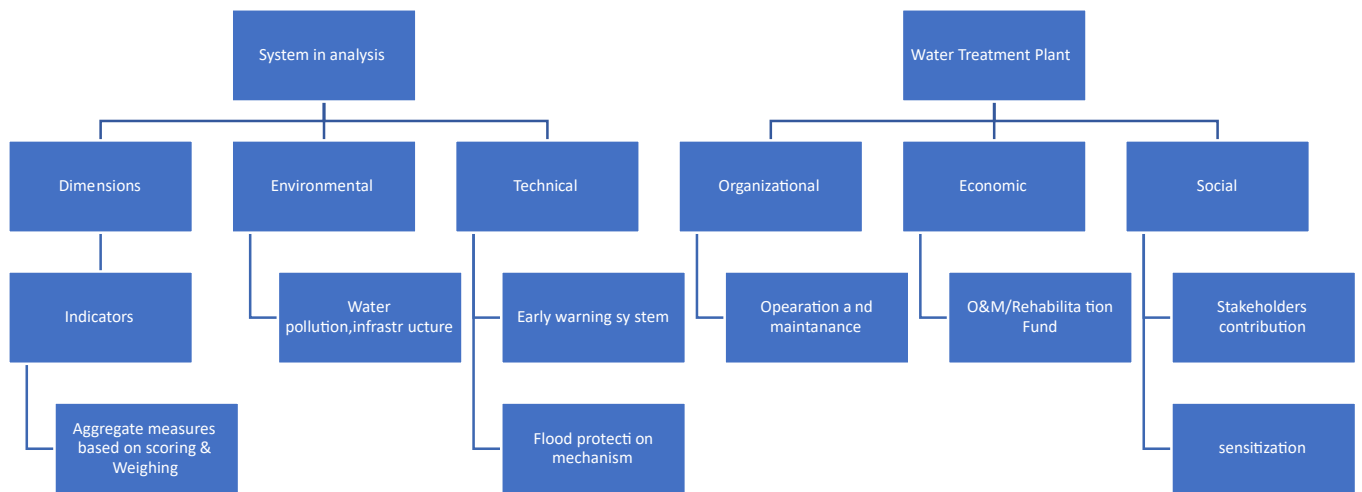 System in analysis
Water Treatment Plant
Dimensions
Environmental
Technical
Organizational
Economic
Social
Indicators
Water
pollution,infrastr ucture
Early warning sy stem
Opearation a nd
maintanance
O&M/Rehabilita tion
Fund
Stakeholders
contribution
Aggregate measures
based on scoring &
Weighing
Flood protecti on
mechanism
sensitization